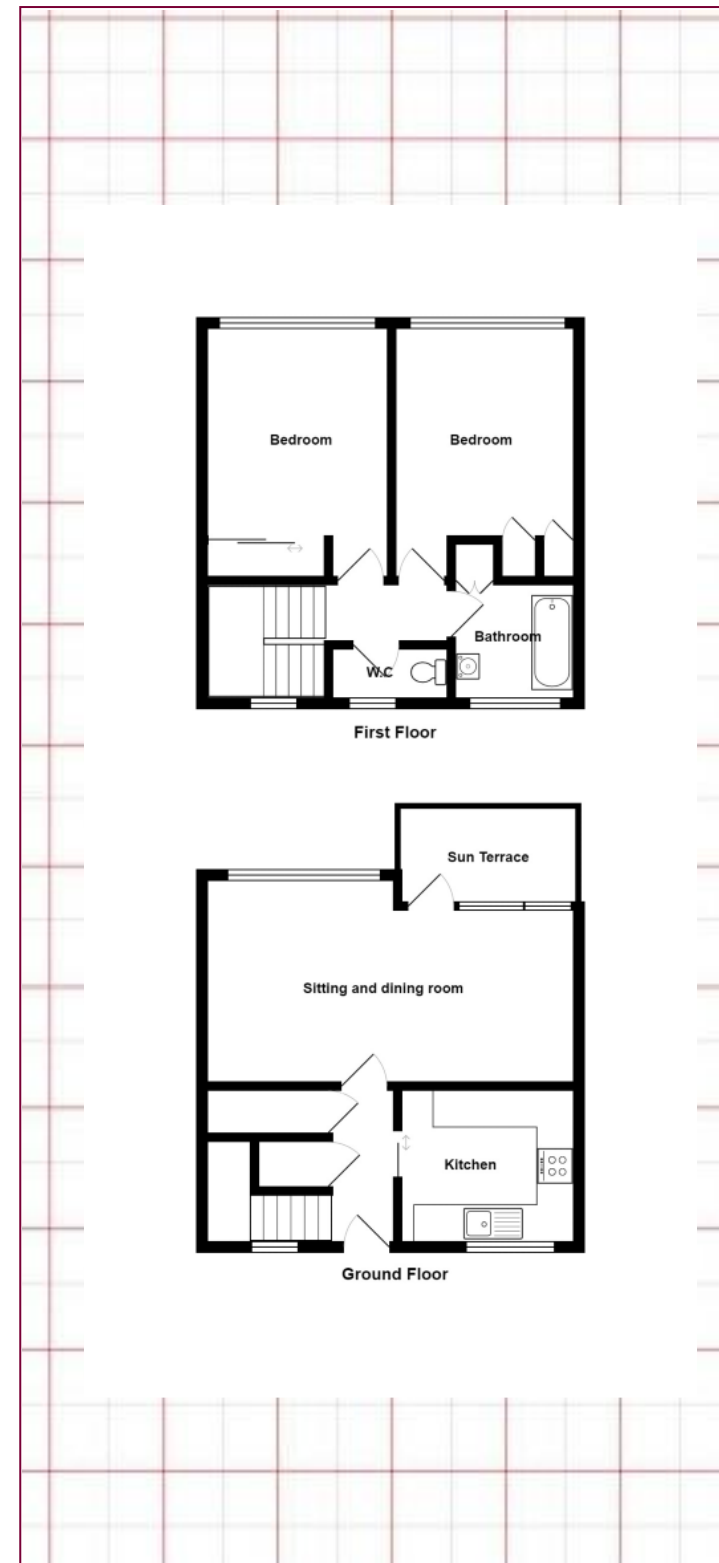 Bedroom
Bedroom
Bathroom
W.C
First Floor
Sun Terrace
Sitting and dining room
Kitchen
Ground Floor